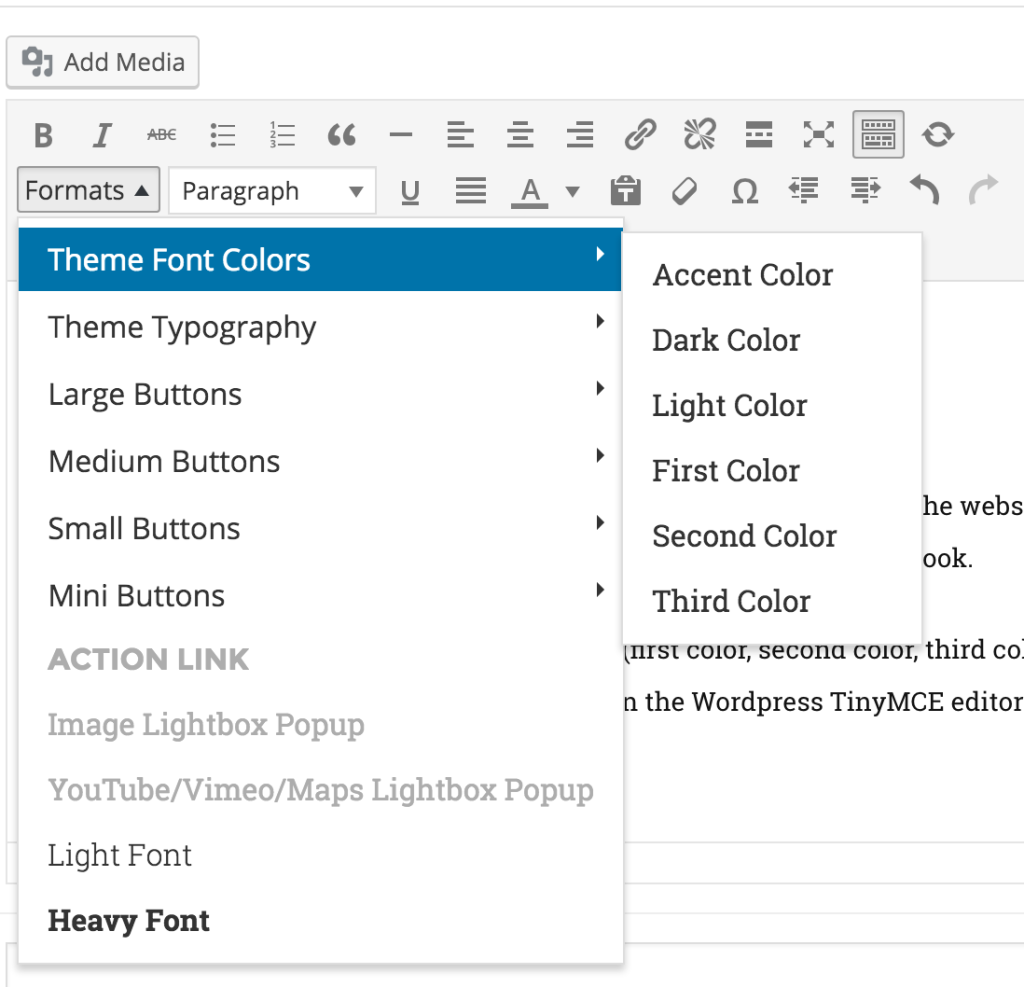 Add Media
B I ABC
Formats Paragraph U A T Ω
Theme Font Colors
Theme Typography
Large Buttons
Medium Buttons
Small Buttons
Mini Buttons
ACTION LINK
Image Lightbox Popup
YouTube/Vimeo/Maps Lightbox Popup
Light Font
Heavy Font
Accent Color
Dark Color
Light Color
First Color
Second Color
Third Color
he webs
ook.
(first color, second color, third col
n the Wordpress TinyMCE editor